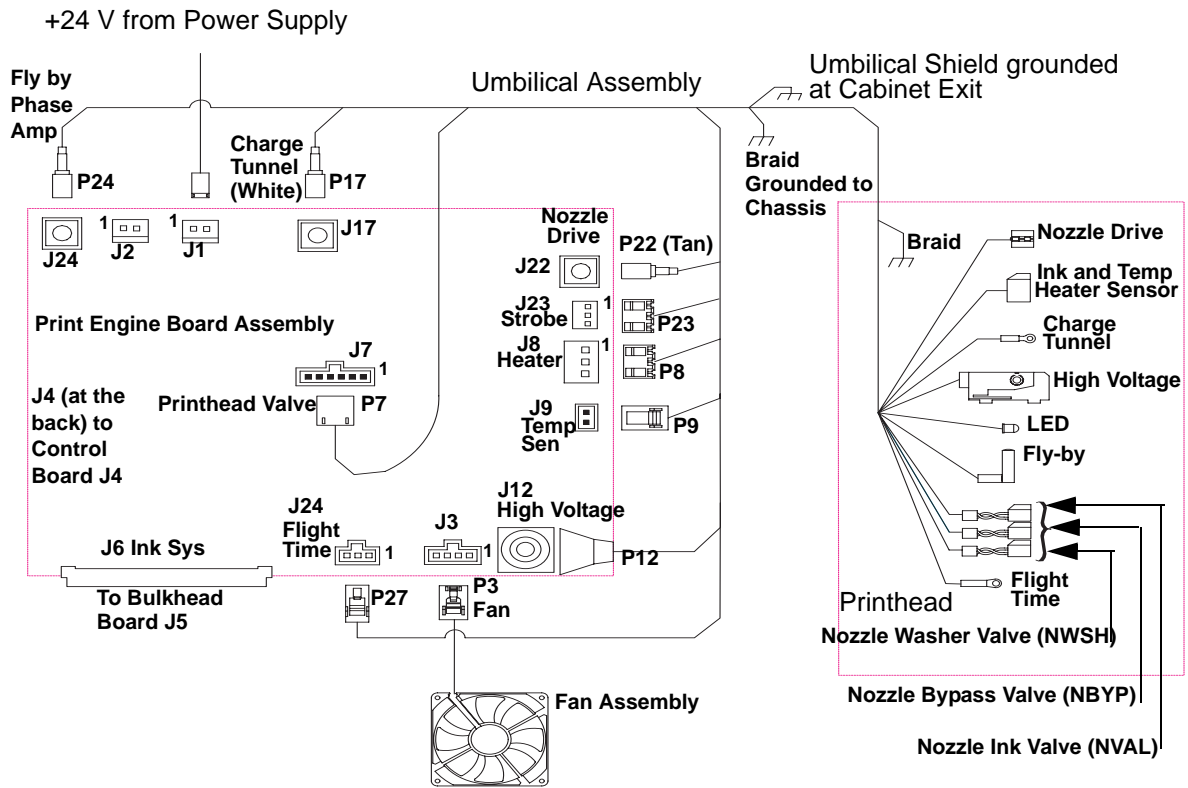 +24 V from Power Supply
Fly by
Phase
Amp
Umbilical Assembly
Umbilical Shield grounded
at Cabinet Exit
Charge
Tunnel
(White)
P24
P17
Braid
Grounded to
Chassis
J24
1
J2
1
J1
J17
Nozzle
Drive
J22
P22 (Tan)
Braid
Nozzle Drive
Ink and Temp
Heater Sensor
Print Engine Board Assembly
J23
Strobe
1
P23
Charge
Tunnel
J7
1
J8
Heater
1
P8
High Voltage
J4 (at the
back) to
Control
Board J4
Printhead Valve
P7
J9
Temp
Sen
P9
LED
Fly-by
J24
Flight
Time
1
J3
1
J12
High Voltage
P12
J6 Ink Sys
To Bulkhead
Board J5
P27
P3
Fan
Flight
Time
Printhead
Nozzle Washer Valve (NWSH)
Fan Assembly
Nozzle Bypass Valve (NBYP)
Nozzle Ink Valve (NVAL)